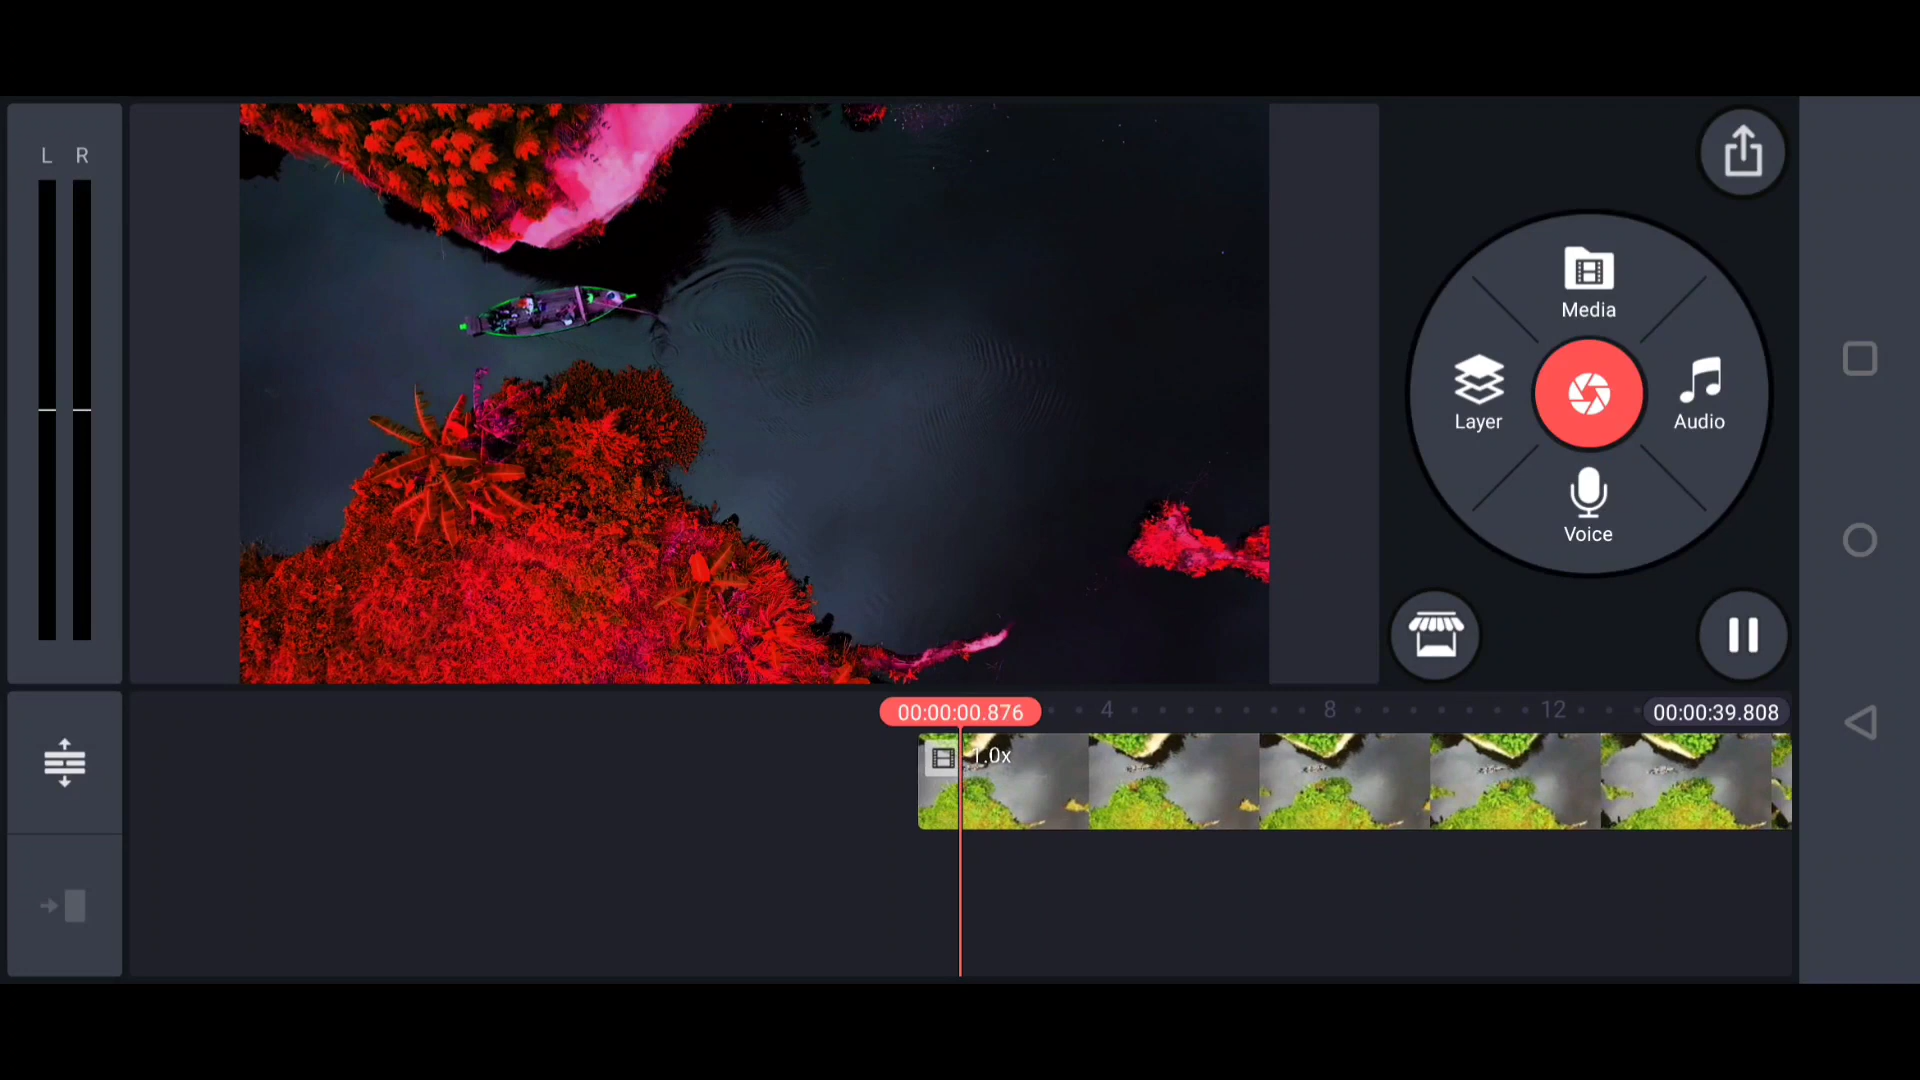 L R
Media
Layer
Audio
Voice
00:00:00.876
4
8
12
00:00:39.808
1.0x